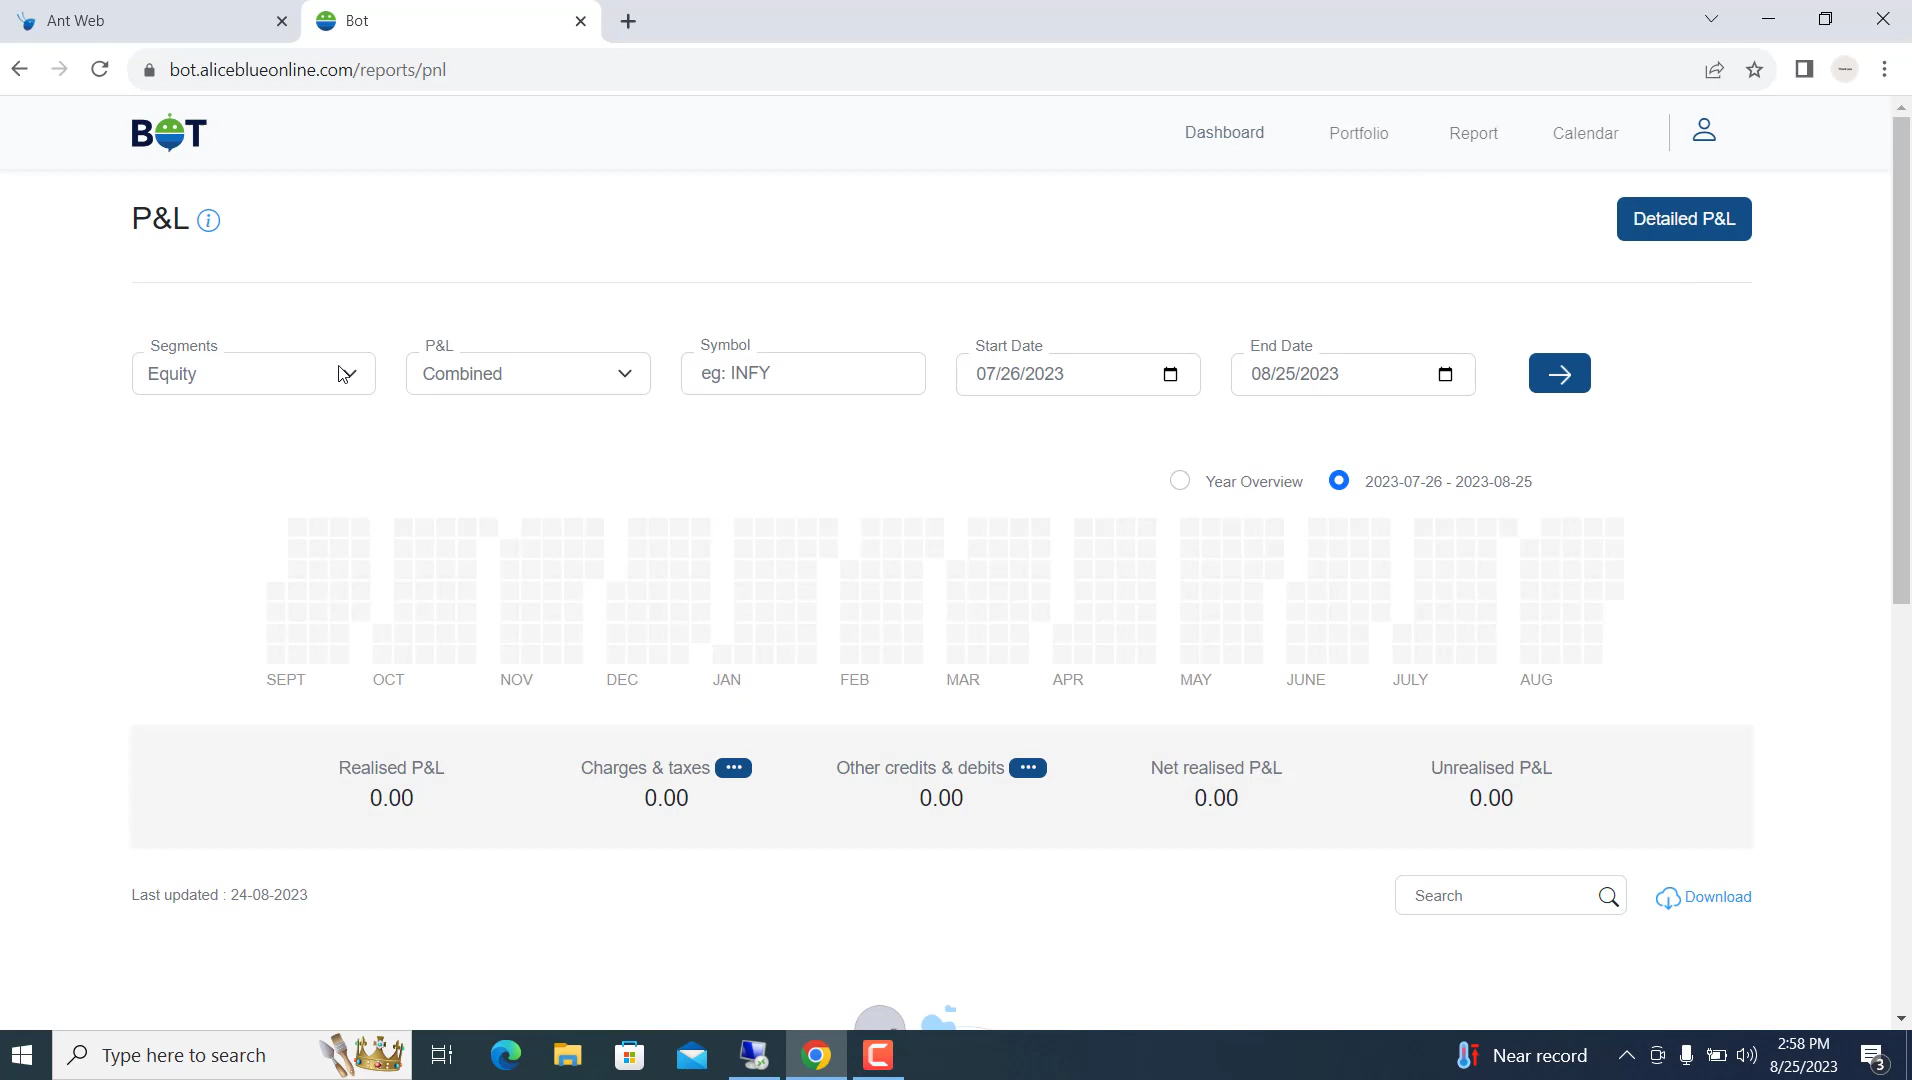 Ant Web
Bot
bot.aliceblueonline.com/reports/pnl
BOT
Dashboard
Portfolio
Report
Calendar
P&L
i
Detailed P&L
Segments
P&L
Symbol
Start Date
End Date
Equity
Combined
eg: INFY
07/26/2023
08/25/2023
Year Overview
2023-07-26 - 2023-08-25
SEPT
OCT
NOV
DEC
JAN
FEB
MAR
APR
MAY
JUNE
JULY
AUG
Realised P&L
Charges & taxes
Other credits & debits
Net realised P&L
Unrealised P&L
0.00
0.00
0.00
0.00
0.00
Last updated : 24-08-2023
Search
Download
Type here to search
Near record
2:58 PM
8/25/2023
3